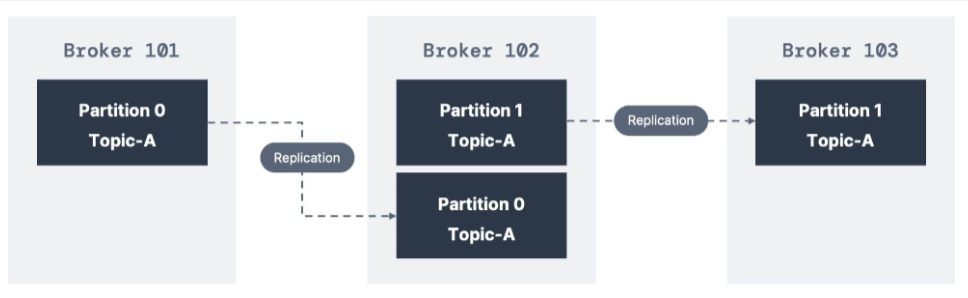 Broker 101
Partition 0
Topic-A
Replication
Broker 102
Partition 1
Topic-A
Partition 0
Topic-A
Replication
Broker 103
Partition 1
Topic-A